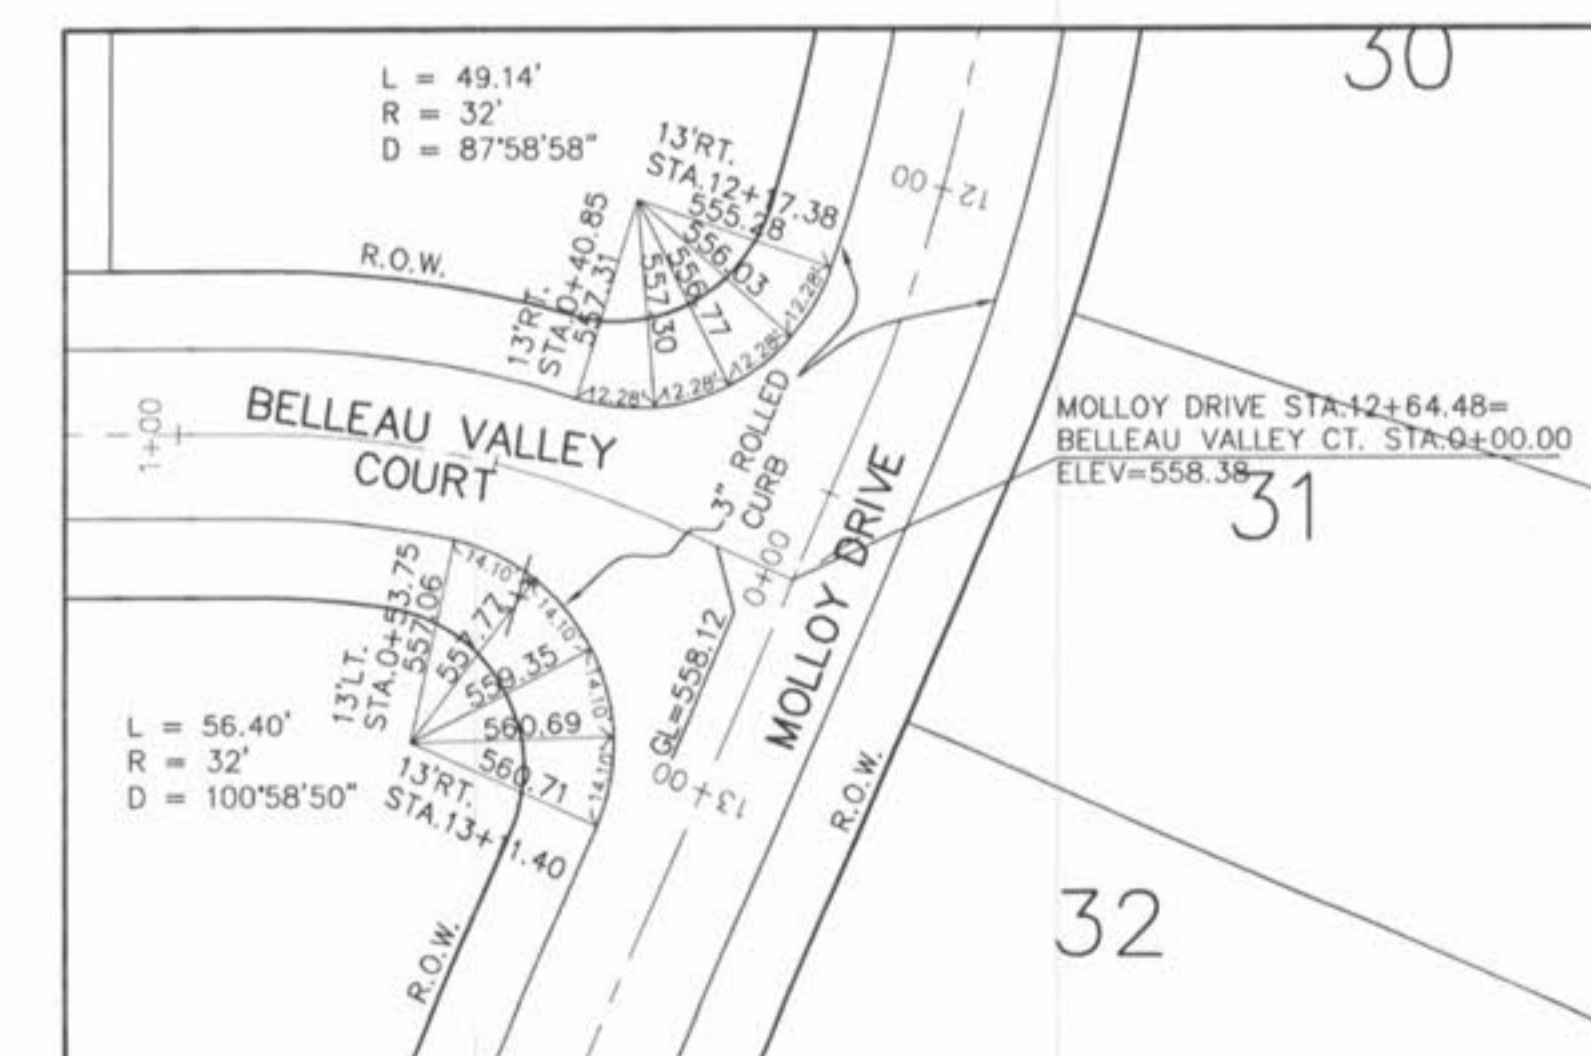 30
L = 49.14'
R = 32'
D = 87°58'58"
13'RT.
STA.12+17.38
555.28
556.03
556.77
557.30
557.31
STA.0+40.85
13'RT.
12.28'
12.28'
12.28'
12.28'
R.O.W.
12+00
1+00
BELLEAU VALLEY
COURT
3" ROLLED
CURB
MOLLOY DRIVE STA.12+64.48=
BELLEAU VALLEY CT. STA.0+00.00
ELEV=558.38
31
0+00
MOLLOY DRIVE
GL=558.12
13'LT.
STA.0+53.75
557.06
557.77
559.35
560.69
560.71
14.10'
14.10'
14.10'
14.10'
L = 56.40'
R = 32'
D = 100°58'50"
13'RT.
STA.13+11.40
13+00
R.O.W.
R.O.W.
32